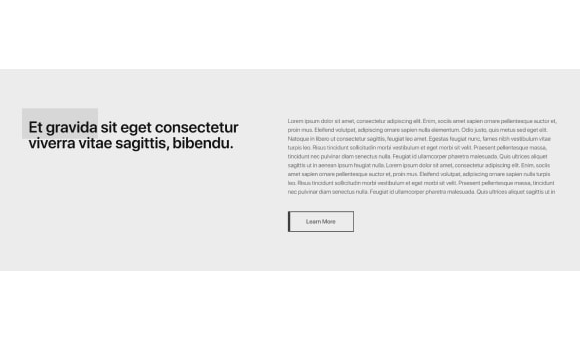 Et gravida sit eget consectetur
viverra vitae sagittis, bibendu.
Lorem ipsum dolor sit amet, consectetur adipiscing elit. Enim, sociis amet sapien ornare pellentesque auctor et,
proin mus. Eleifend volutpat, adipiscing ornare sapien nulla elementum. Odio justo, quis metus sed eget elit.
Natoque in libero ut consectetur sagittis, feugiat leo amet. Egestas feugiat nunc, fames nibh vestibulum vitae
turpis leo. Risus tincidunt sollicitudin morbi vestibulum et eget morbi sit velit. Praesent pellentesque massa,
tincidunt nec pulvinar diam senectus nulla. Feugiat id ullamcorper pharetra malesuada. Quis ultrices aliquet
sagittis ut in aenean ipsum feugiat nulla. Lorem ipsum dolor sit amet, consectetur adipiscing elit. Enim, sociis
amet sapien ornare pellentesque auctor et, proin mus. Eleifend volutpat, adipiscing ornare sapien nulla turpis
leo. Risus tincidunt sollicitudin morbi vestibulum et eget morbi sit velit. Praesent pellentesque massa, tincidunt
nec pulvinar diam senectus nulla. Feugiat id ullamcorper pharetra malesuada. Quis ultrices aliquet sagittis ut in
Learn More